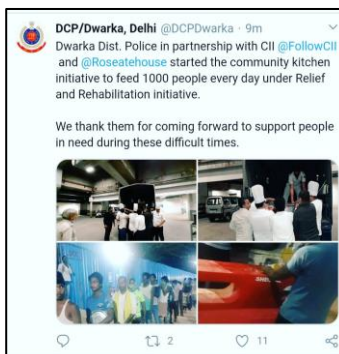 DCP/Dwarka, Delhi @DCPDwarka · 9m
Dwarka Dist. Police in partnership with CII @FollowCII
and @Roseatehouse started the community kitchen
initiative to feed 1000 people every day under Relief
and Rehabilitation initiative.
We thank them for coming forward to support people
in need during these difficult times.
2
11